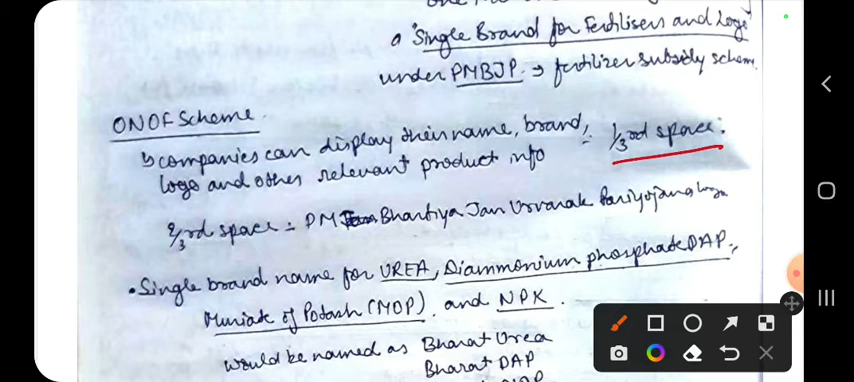 a "Single Brand for Fertilisers and Logo"
under PMBJP → fertilizer subsidy scheme.
ONOF Scheme
↳ companies can display their name, brand, - 1/3rd space.
logo and other relevant product info
2/3rd space - PM Bhartiya Jan Urvarak Pariyojana logo
• Single brand name for UREA, Diammonium phosphate DAP,
Muriate of Potash (MOP) and NPK.
would be named as Bharat Urea
Bharat DAP